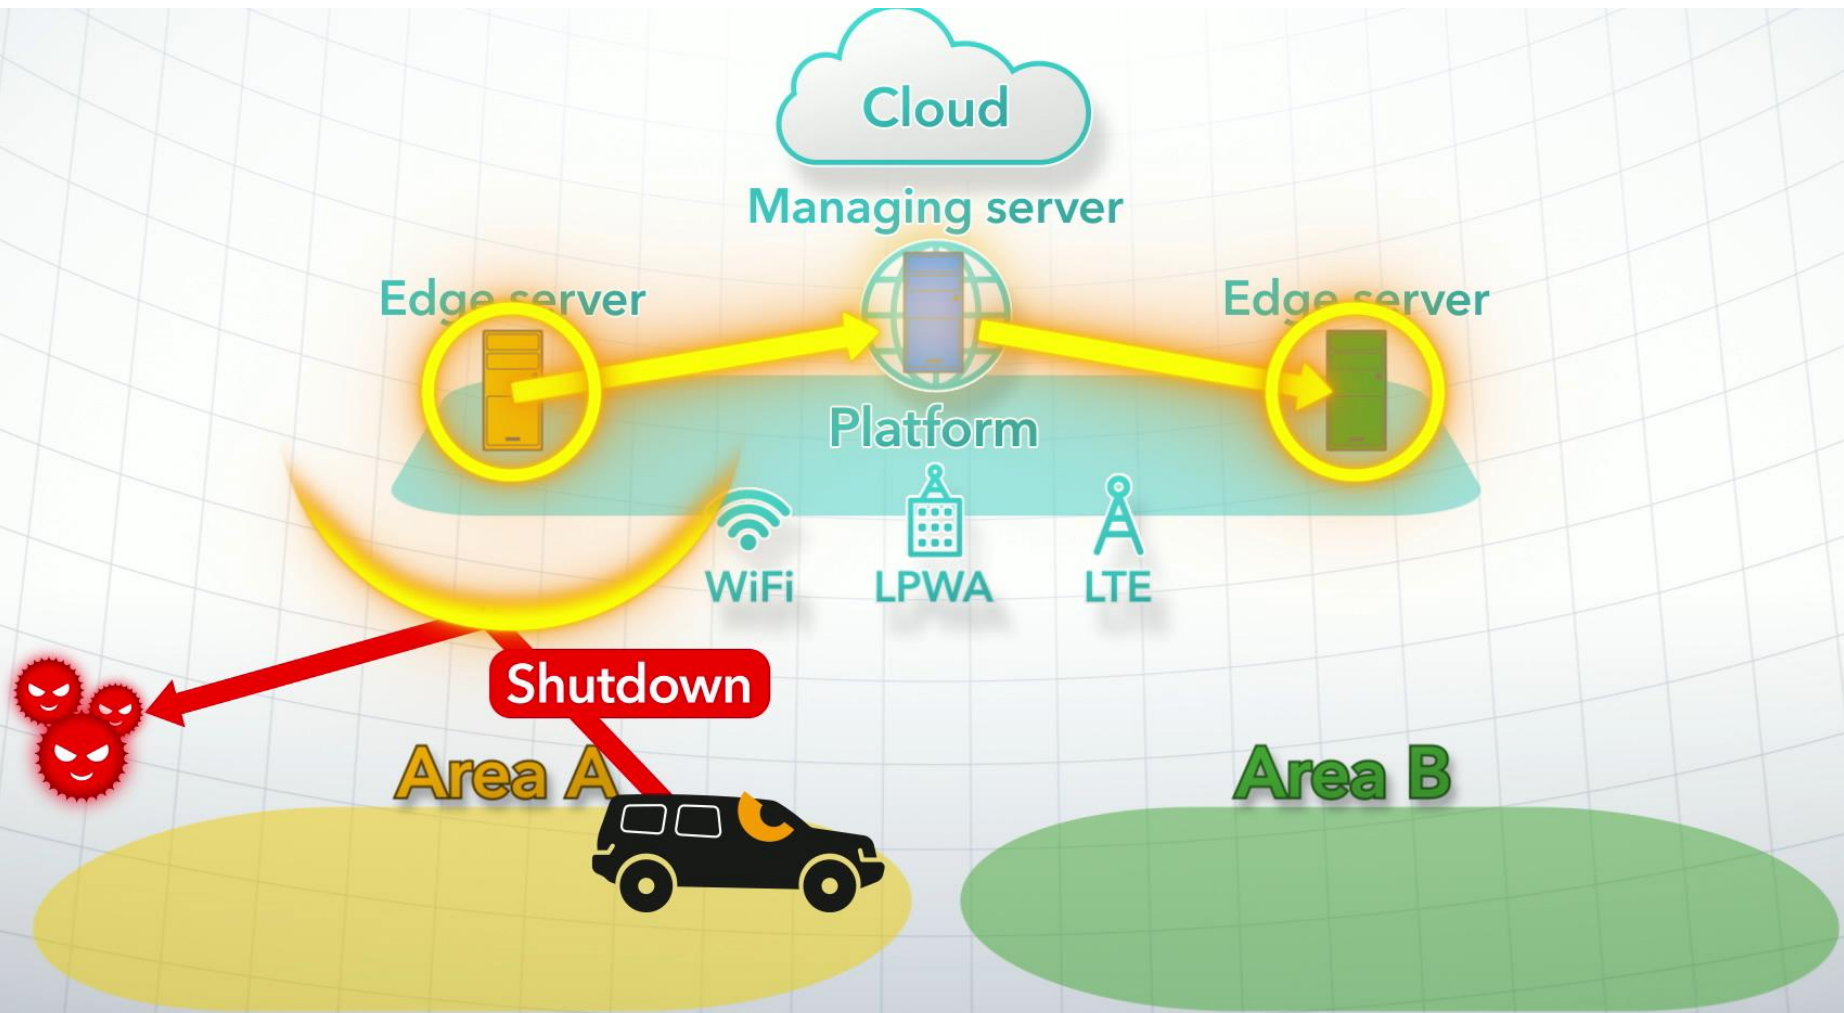 Cloud
Managing server
Edge server
Edge server
Platform
WiFi
LPWA
LTE
Shutdown
Area A
Area B